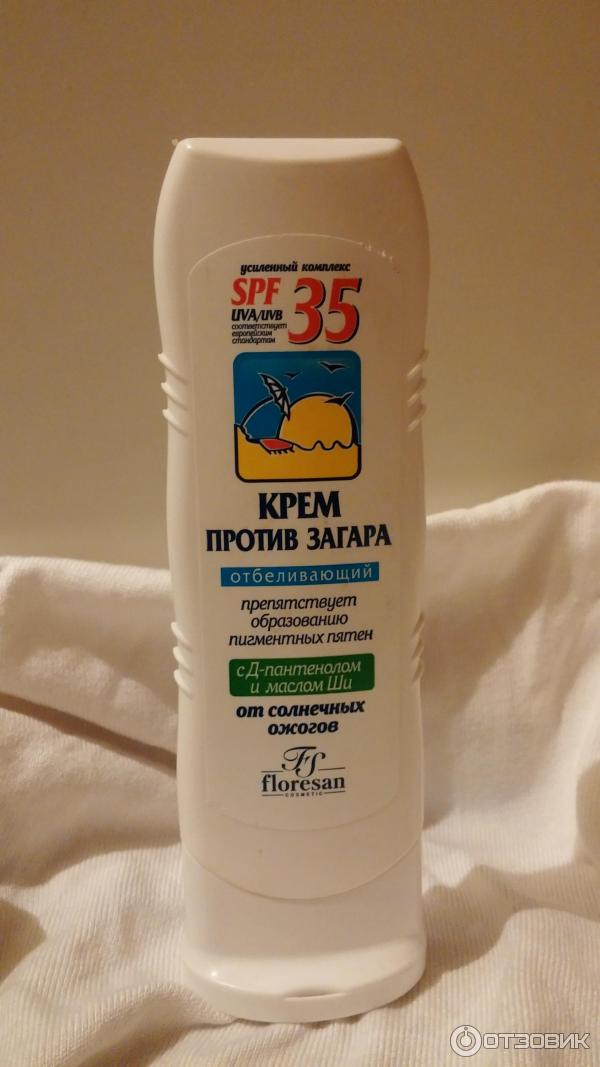 усиленный комплекс
SPF 35
UVA/UVB
соответствует
европейским
стандартам
КРЕМ
ПРОТИВ ЗАГАРА
отбеливающий
препятствует
образованию
пигментных пятен
с Д-пантенолом
и маслом Ши
от солнечных
ожогов
FS
floresan
COSMETIC
ОТЗОВИК